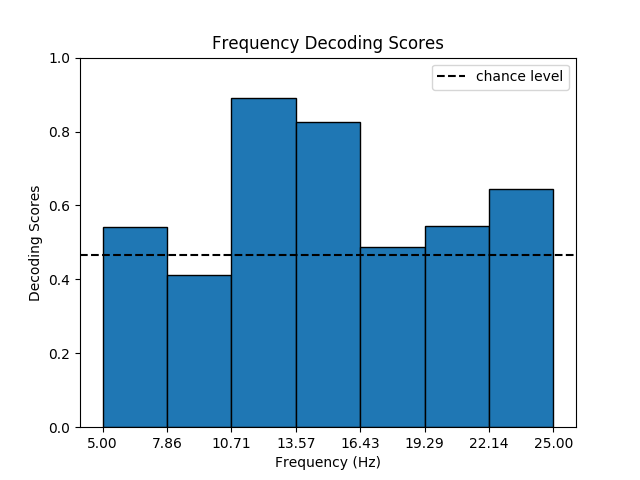 Frequency Decoding Scores
chance level
1.0
0.8
0.6
0.4
0.2
0.0
Decoding Scores
5.00 7.86 10.71 13.57 16.43 19.29 22.14 25.00
Frequency (Hz)